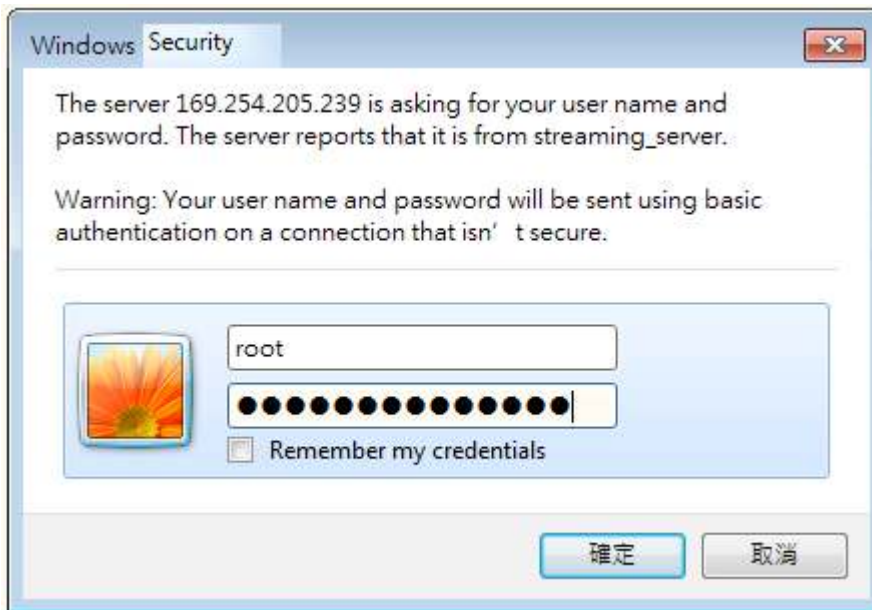 Windows Security
The server 169.254.205.239 is asking for your user name and
password. The server reports that it is from streaming_server.
Warning: Your user name and password will be sent using basic
authentication on a connection that isn’ t secure.
root
●●●●●●●●●●●●●●
Remember my credentials
確定
取消